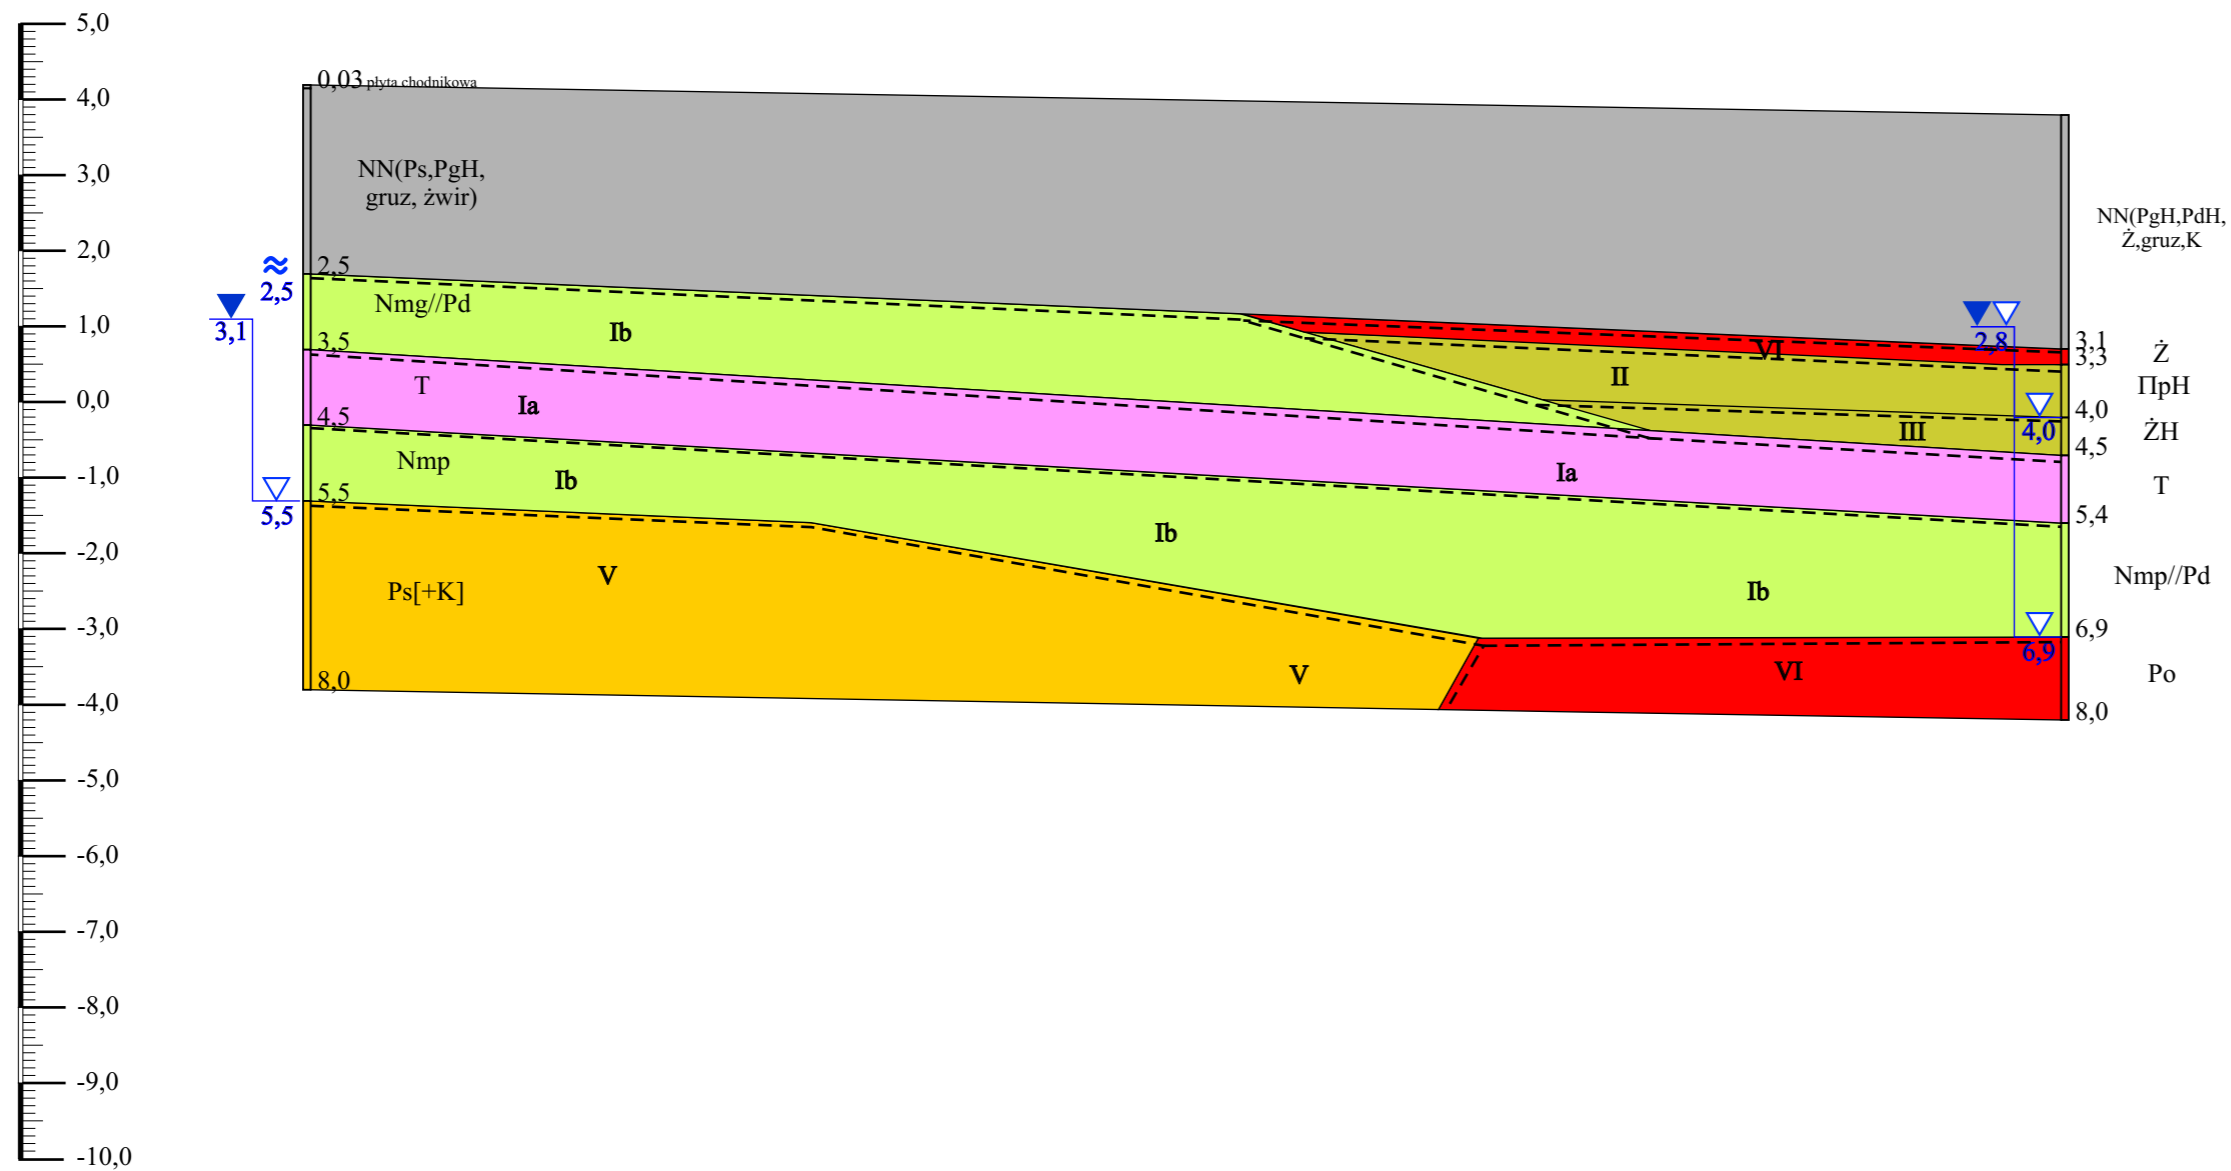 5,0
4,0
3,0
2,0
1,0
0,0
-1,0
-2,0
-3,0
-4,0
-5,0
-6,0
-7,0
-8,0
-9,0
-10,0
0,03 płyta chodnikowa
NN(Ps,PgH,
gruz, żwir)
2,5
2,5
Nmg//Pd
Ib
3,1
3,5
T
Ia
4,5
Nmp
Ib
5,5
5,5
Ps[+K]
V
8,0
Ib
V
II
VI
III
Ia
Ib
VI
NN(PgH,PdH,
Ż,gruz,K
2,8
3,1
3,3
Ż
ΠpH
4,0
4,0
ŻH
4,5
T
5,4
Nmp//Pd
6,9
6,9
Po
8,0